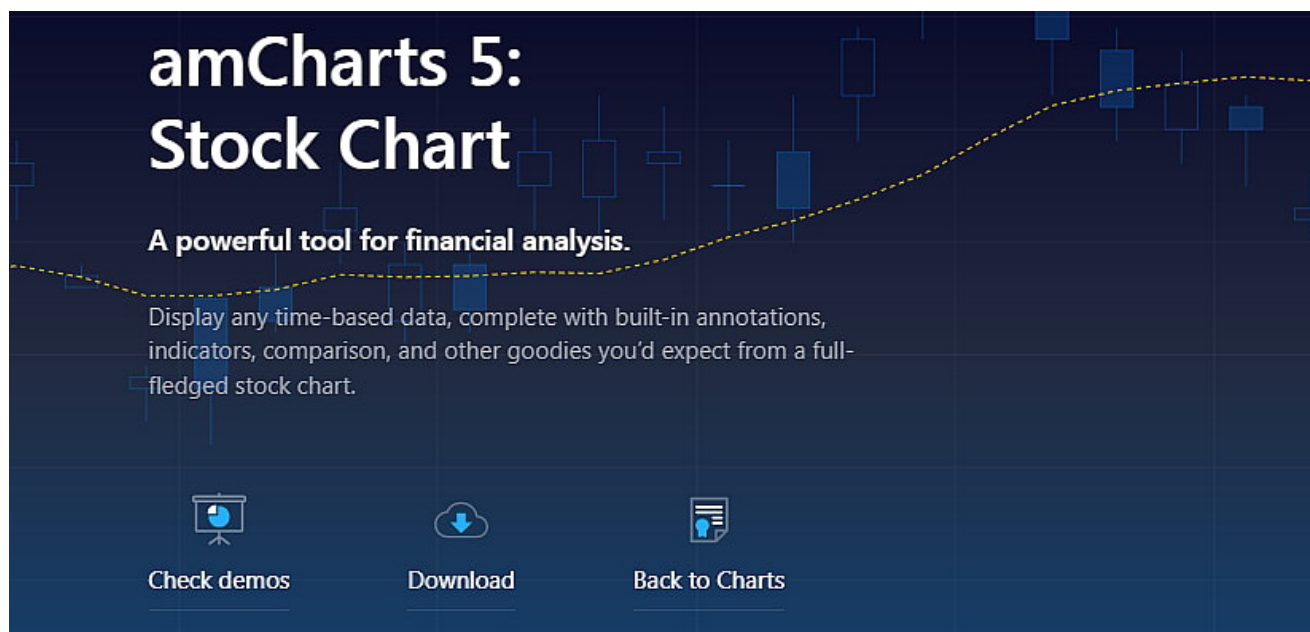 amCharts 5:
Stock Chart
A powerful tool for financial analysis.
Display any time-based data, complete with built-in annotations,
indicators, comparison, and other goodies you’d expect from a full-
fledged stock chart.
Check demos
Download
Back to Charts